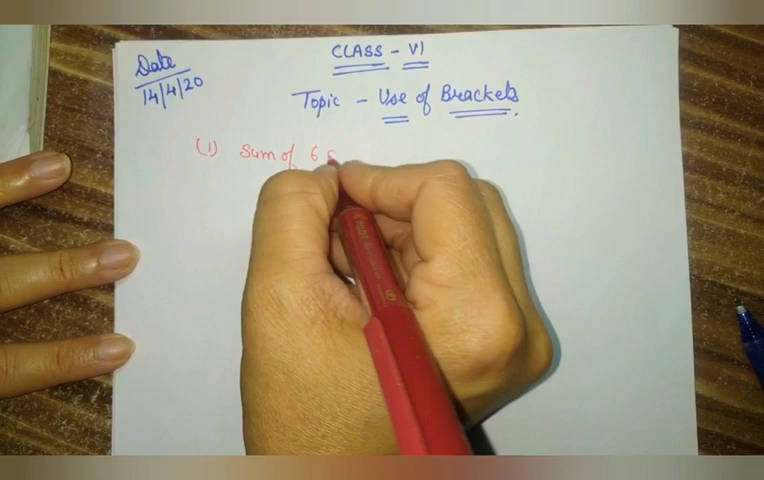 CLASS - VI
Date
14/4/20
Topic - Use of Brackets.
(1) Sum of 6